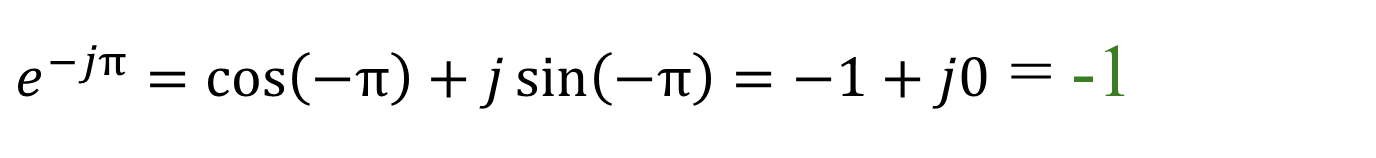 e^{−jπ} = cos(−π) + j sin(−π) = −1 + j0 = -1